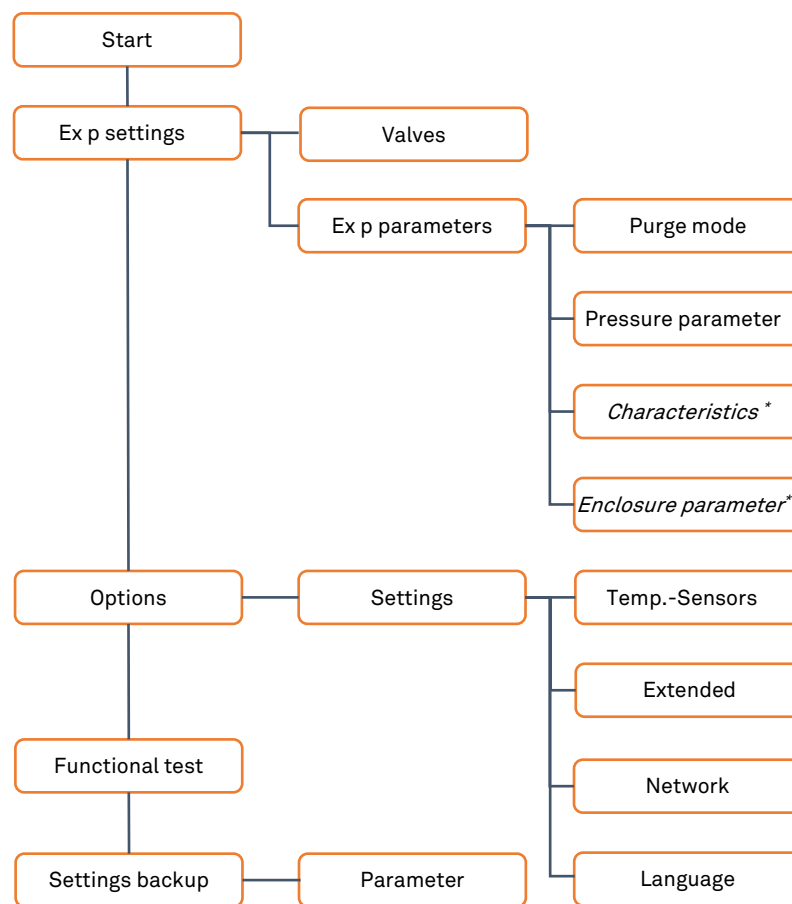 Start
Ex p settings
Valves
Ex p parameters
Purge mode
Pressure parameter
Characteristics *
Enclosure parameter*
Options
Settings
Temp.-Sensors
Extended
Functional test
Network
Settings backup
Parameter
Language